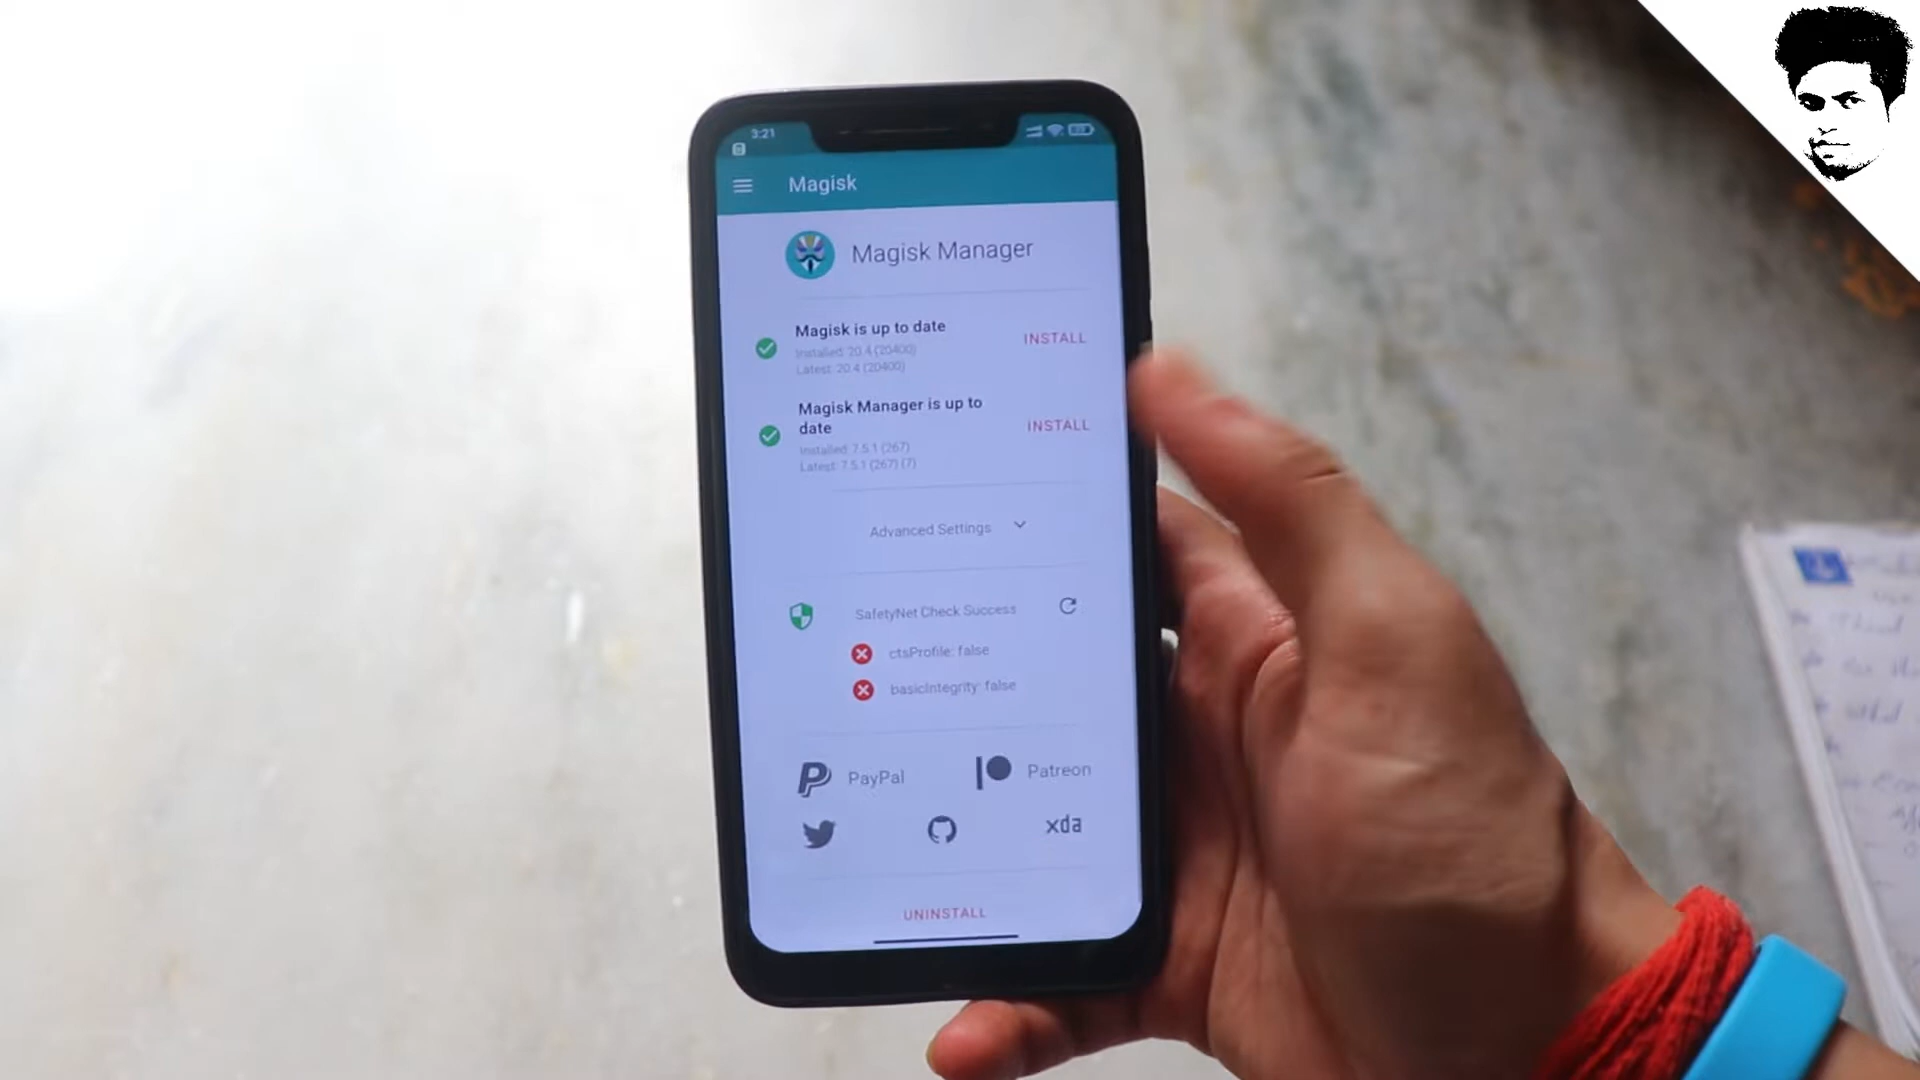 3:21
Magisk
Magisk Manager
Magisk is up to date
Installed: 20.4 (20400)
Latest: 20.4 (20400)
INSTALL
Magisk Manager is up to
date
Installed: 7.5.1 (267)
Latest: 7.5.1 (267) (7)
INSTALL
Advanced Settings
SafetyNet Check Success
ctsProfile: false
basicIntegrity: false
PayPal
Patreon
xda
UNINSTALL